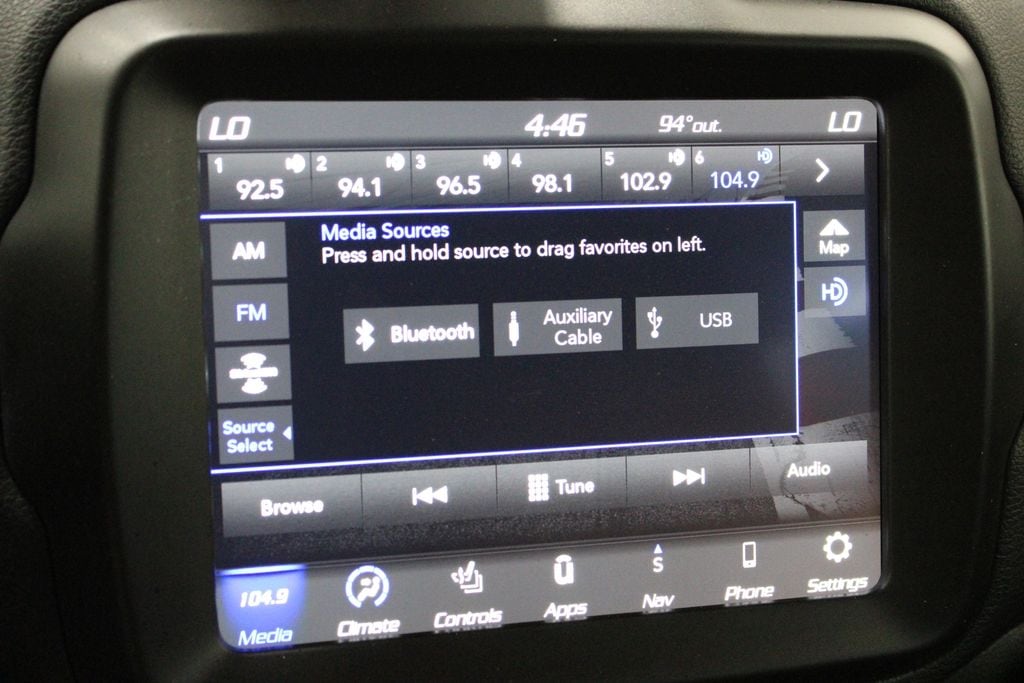 LO 4:46 94° out. LO
1 92.5 2 94.1 3 96.5 4 98.1 5 102.9 6 HD 104.9
Media Sources
Press and hold source to drag favorites on left.
AM
FM
Source
Select
Bluetooth
Auxiliary
Cable
USB
Map
HD
Browse Tune Audio
104.9
Media
Climate
Controls
Apps
S
Nav
Phone
Settings